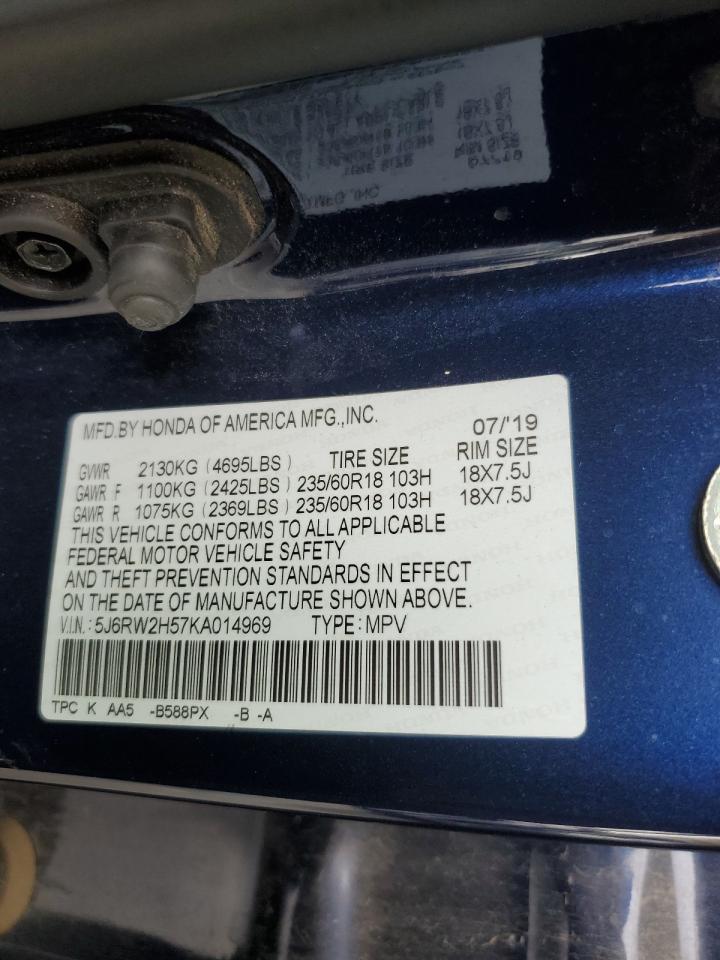 MFD.BY HONDA OF AMERICA MFG.,INC. 07/'19
GVWR 2130KG (4695LBS) TIRE SIZE RIM SIZE
GAWR F 1100KG (2425LBS) 235/60R18 103H 18X7.5J
GAWR R 1075KG (2369LBS) 235/60R18 103H 18X7.5J
THIS VEHICLE CONFORMS TO ALL APPLICABLE
FEDERAL MOTOR VEHICLE SAFETY
AND THEFT PREVENTION STANDARDS IN EFFECT
ON THE DATE OF MANUFACTURE SHOWN ABOVE.
V.I.N.:5J6RW2H57KA014969 TYPE:MPV
TPC K AA5 -B588PX -B -A